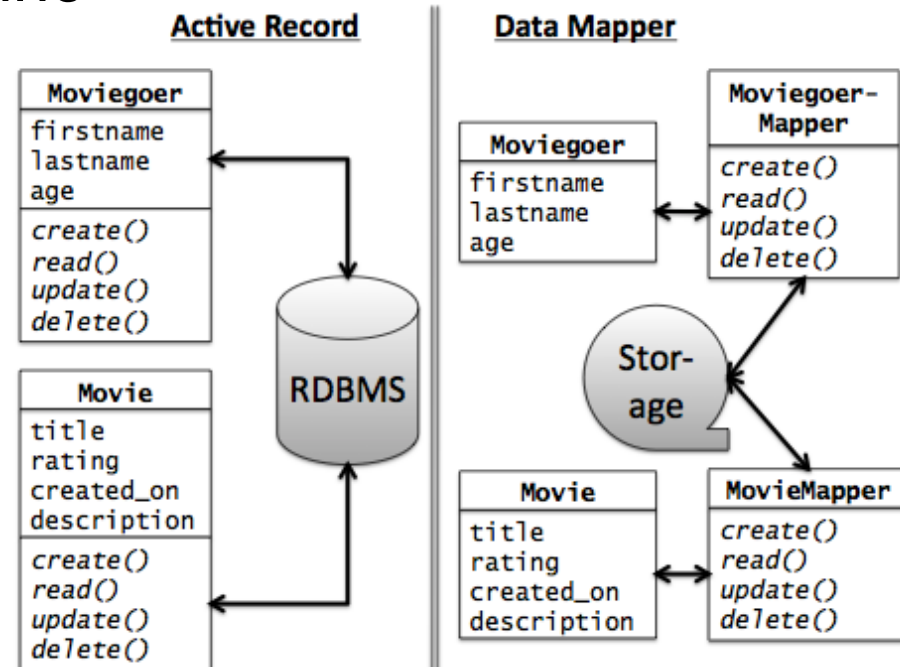 Active Record
Moviegoer
firstname
lastname
age
create()
read()
update()
delete()
RDBMS
Movie
title
rating
created_on
description
create()
read()
update()
delete()
Data Mapper
Moviegoer
firstname
lastname
age
Moviegoer-
Mapper
create()
read()
update()
delete()
Stor-
age
Movie
title
rating
created_on
description
MovieMapper
create()
read()
update()
delete()